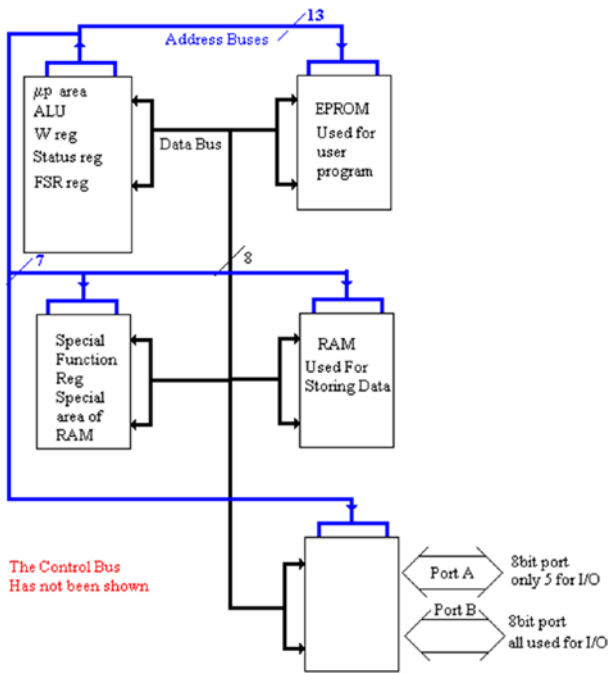 13
Address Buses
μp area
ALU
W reg
Status reg
FSR reg
Data Bus
EPROM
Used for
user
program
7
8
Special
Function
Reg
Special
area of
RAM
RAM
Used For
Storing Data
The Control Bus
Has not been shown
Port A
8bit port
only 5 for I/O
Port B
8bit port
all used for I/O